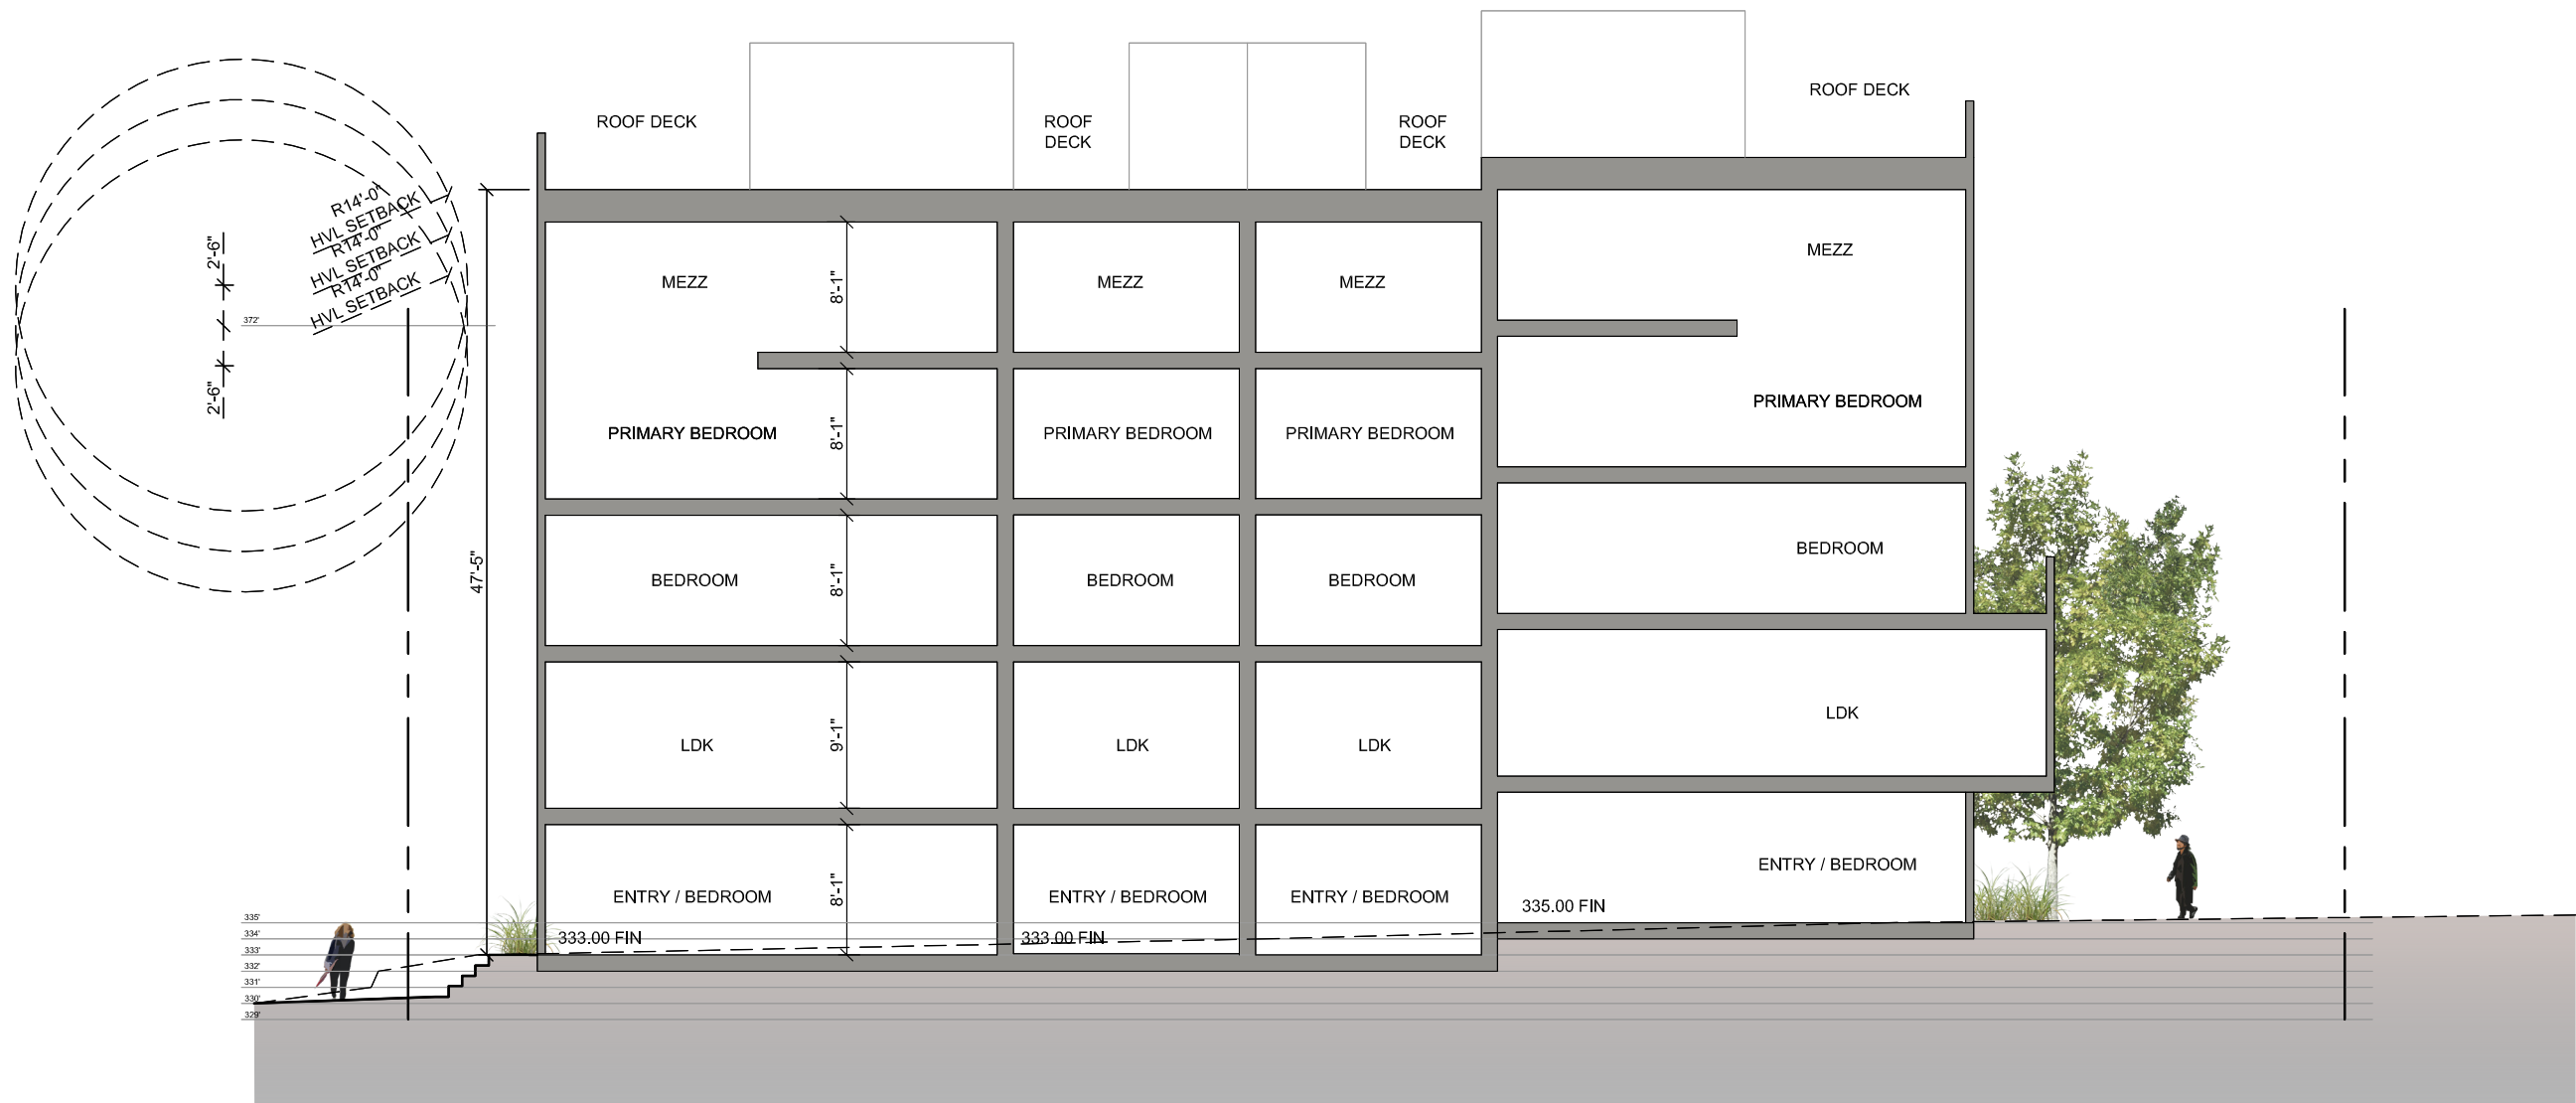 ROOF DECK
ROOF DECK
ROOF
DECK
ROOF
DECK
R14'-0"
HVL SETBACK
R14'-0"
HVL SETBACK
R14'-0"
HVL SETBACK
2'-6"
372'
2'-6"
MEZZ
8'-1"
MEZZ
MEZZ
MEZZ
PRIMARY BEDROOM
8'-1"
PRIMARY BEDROOM
PRIMARY BEDROOM
PRIMARY BEDROOM
47'-5"
BEDROOM
8'-1"
BEDROOM
BEDROOM
BEDROOM
LDK
9'-1"
LDK
LDK
LDK
ENTRY / BEDROOM
8'-1"
ENTRY / BEDROOM
ENTRY / BEDROOM
ENTRY / BEDROOM
335.00 FIN
333.00 FIN
333.00 FIN
335'
334'
333'
332'
331'
330'
329'